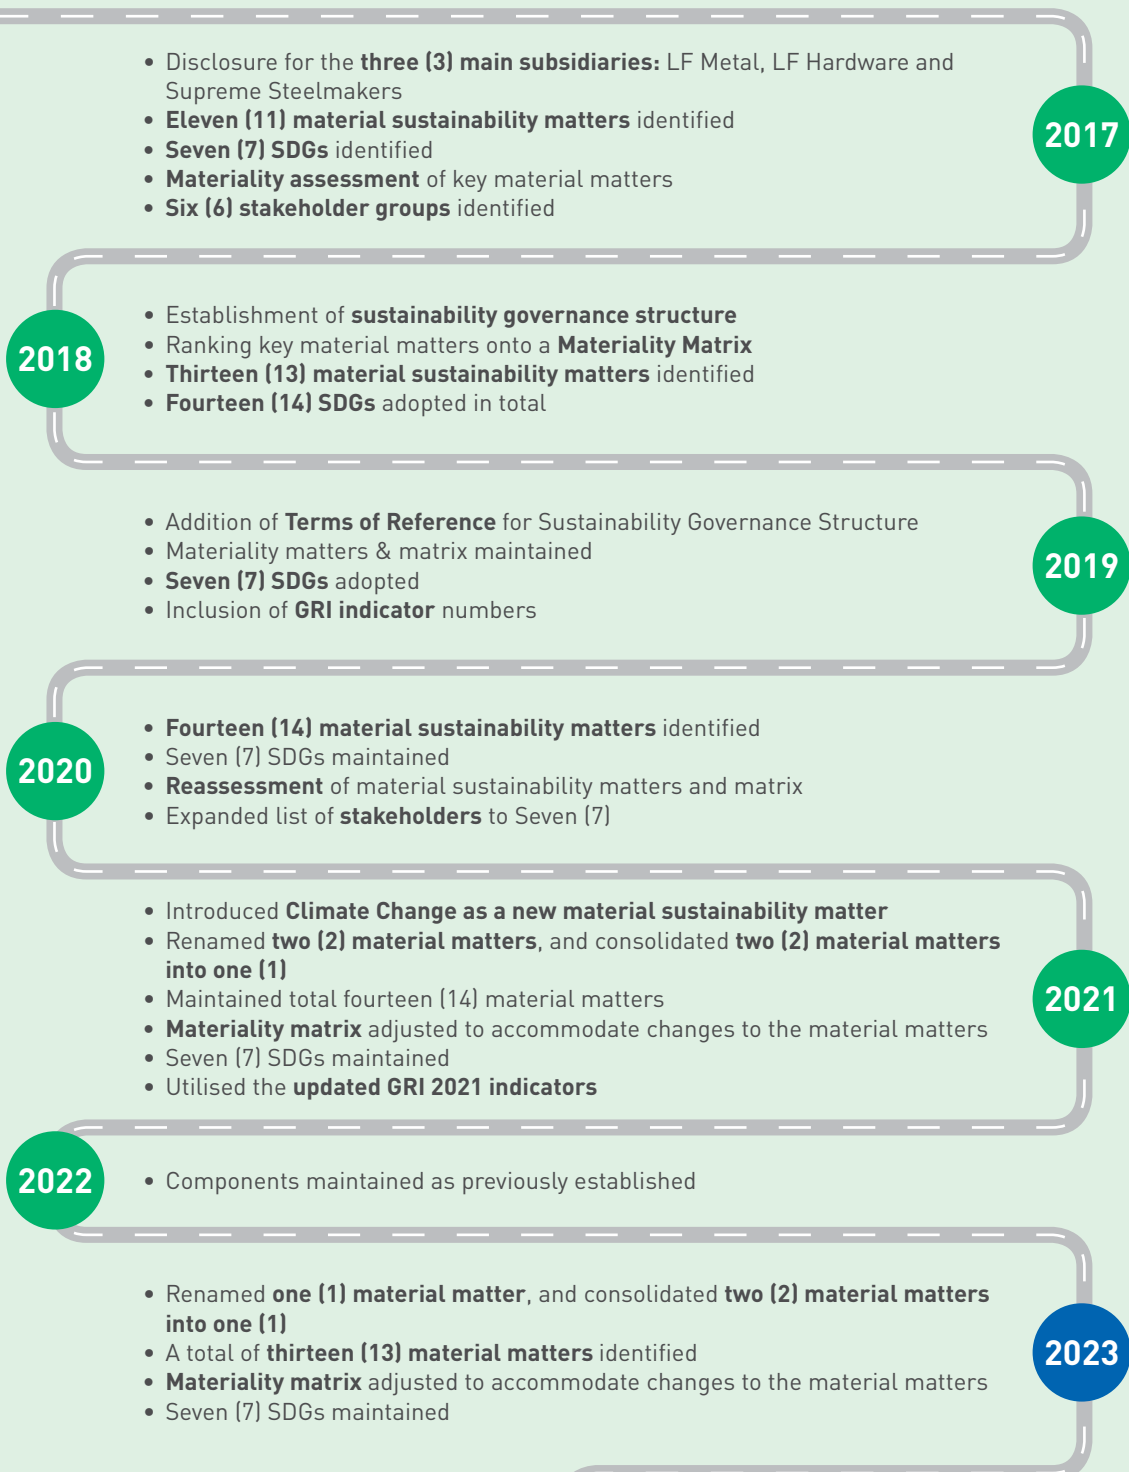 • Disclosure for the three (3) main subsidiaries: LF Metal, LF Hardware and
Supreme Steelmakers
• Eleven (11) material sustainability matters identified
• Seven (7) SDGs identified
• Materiality assessment of key material matters
• Six (6) stakeholder groups identified
2017
2018
• Establishment of sustainability governance structure
• Ranking key material matters onto a Materiality Matrix
• Thirteen (13) material sustainability matters identified
• Fourteen (14) SDGs adopted in total
• Addition of Terms of Reference for Sustainability Governance Structure
• Materiality matters & matrix maintained
• Seven (7) SDGs adopted
• Inclusion of GRI indicator numbers
2019
2020
• Fourteen (14) material sustainability matters identified
• Seven (7) SDGs maintained
• Reassessment of material sustainability matters and matrix
• Expanded list of stakeholders to Seven (7)
• Introduced Climate Change as a new material sustainability matter
• Renamed two (2) material matters, and consolidated two (2) material matters
into one (1)
• Maintained total fourteen (14) material matters
• Materiality matrix adjusted to accommodate changes to the material matters
• Seven (7) SDGs maintained
• Utilised the updated GRI 2021 indicators
2021
2022
• Components maintained as previously established
• Renamed one (1) material matter, and consolidated two (2) material matters
into one (1)
• A total of thirteen (13) material matters identified
• Materiality matrix adjusted to accommodate changes to the material matters
• Seven (7) SDGs maintained
2023